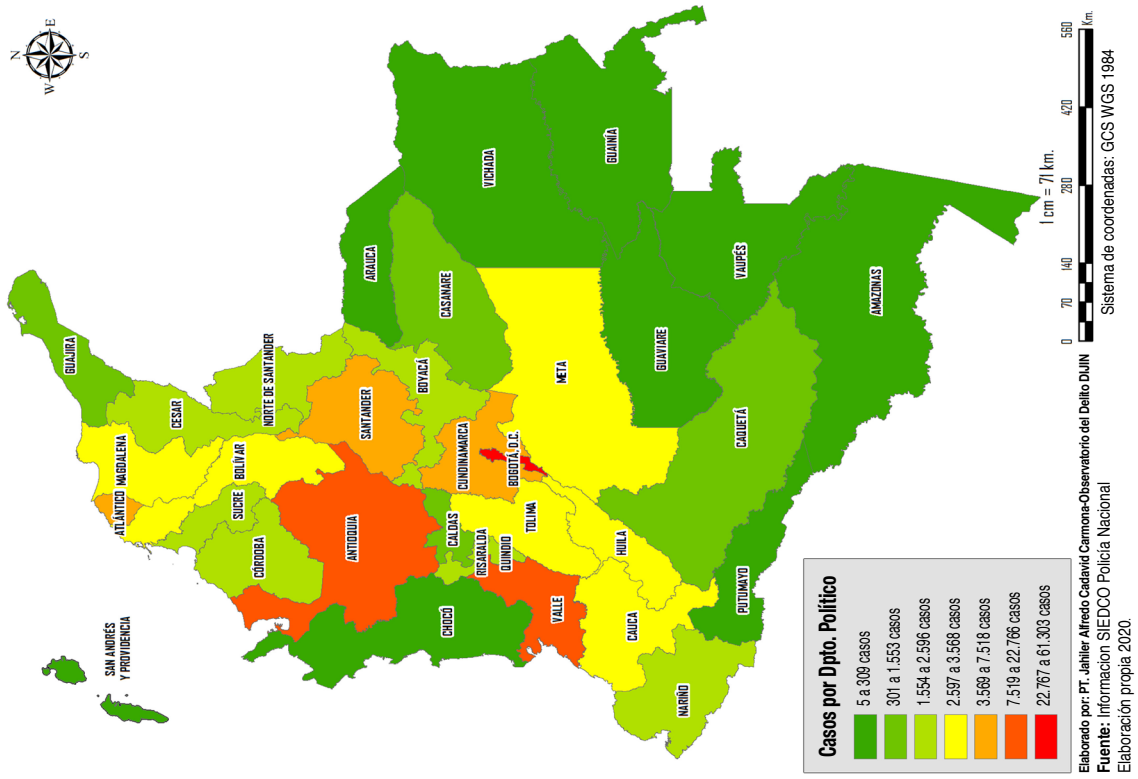 N
W E
S
SAN ANDRÉS
Y PROVIDENCIA
GUAJIRA
ATLÁNTICO
MAGDALENA
CESAR
SUCRE
BOLÍVAR
NORTE DE SANTANDER
CÓRDOBA
ANTIOQUIA
SANTANDER
ARAUCA
CHOCÓ
CALDAS
BOYACÁ
CASANARE
VICHADA
RISARALDA
CUNDINAMARCA
QUINDIO
BOGOTÁ, D.C.
VALLE
TOLIMA
META
GUAINÍA
CAUCA
HUILA
GUAVIARE
NARIÑO
CAQUETÁ
VAUPÉS
PUTUMAYO
AMAZONAS
Casos por Dpto. Político
5 a 309 casos
301 a 1.553 casos
1.554 a 2.596 casos
2.597 a 3.568 casos
3.569 a 7.518 casos
7.519 a 22.766 casos
22.767 a 61.303 casos
1 cm = 71 km.
0 70 140 280 420 560
Km.
Sistema de coordenadas: GCS WGS 1984
Elaborado por: PT. Jahiler Alfredo Cadavid Carmona-Observatorio del Delito DIJIN
Fuente: Informacion SIEDCO Policía Nacional
Elaboración propia 2020.